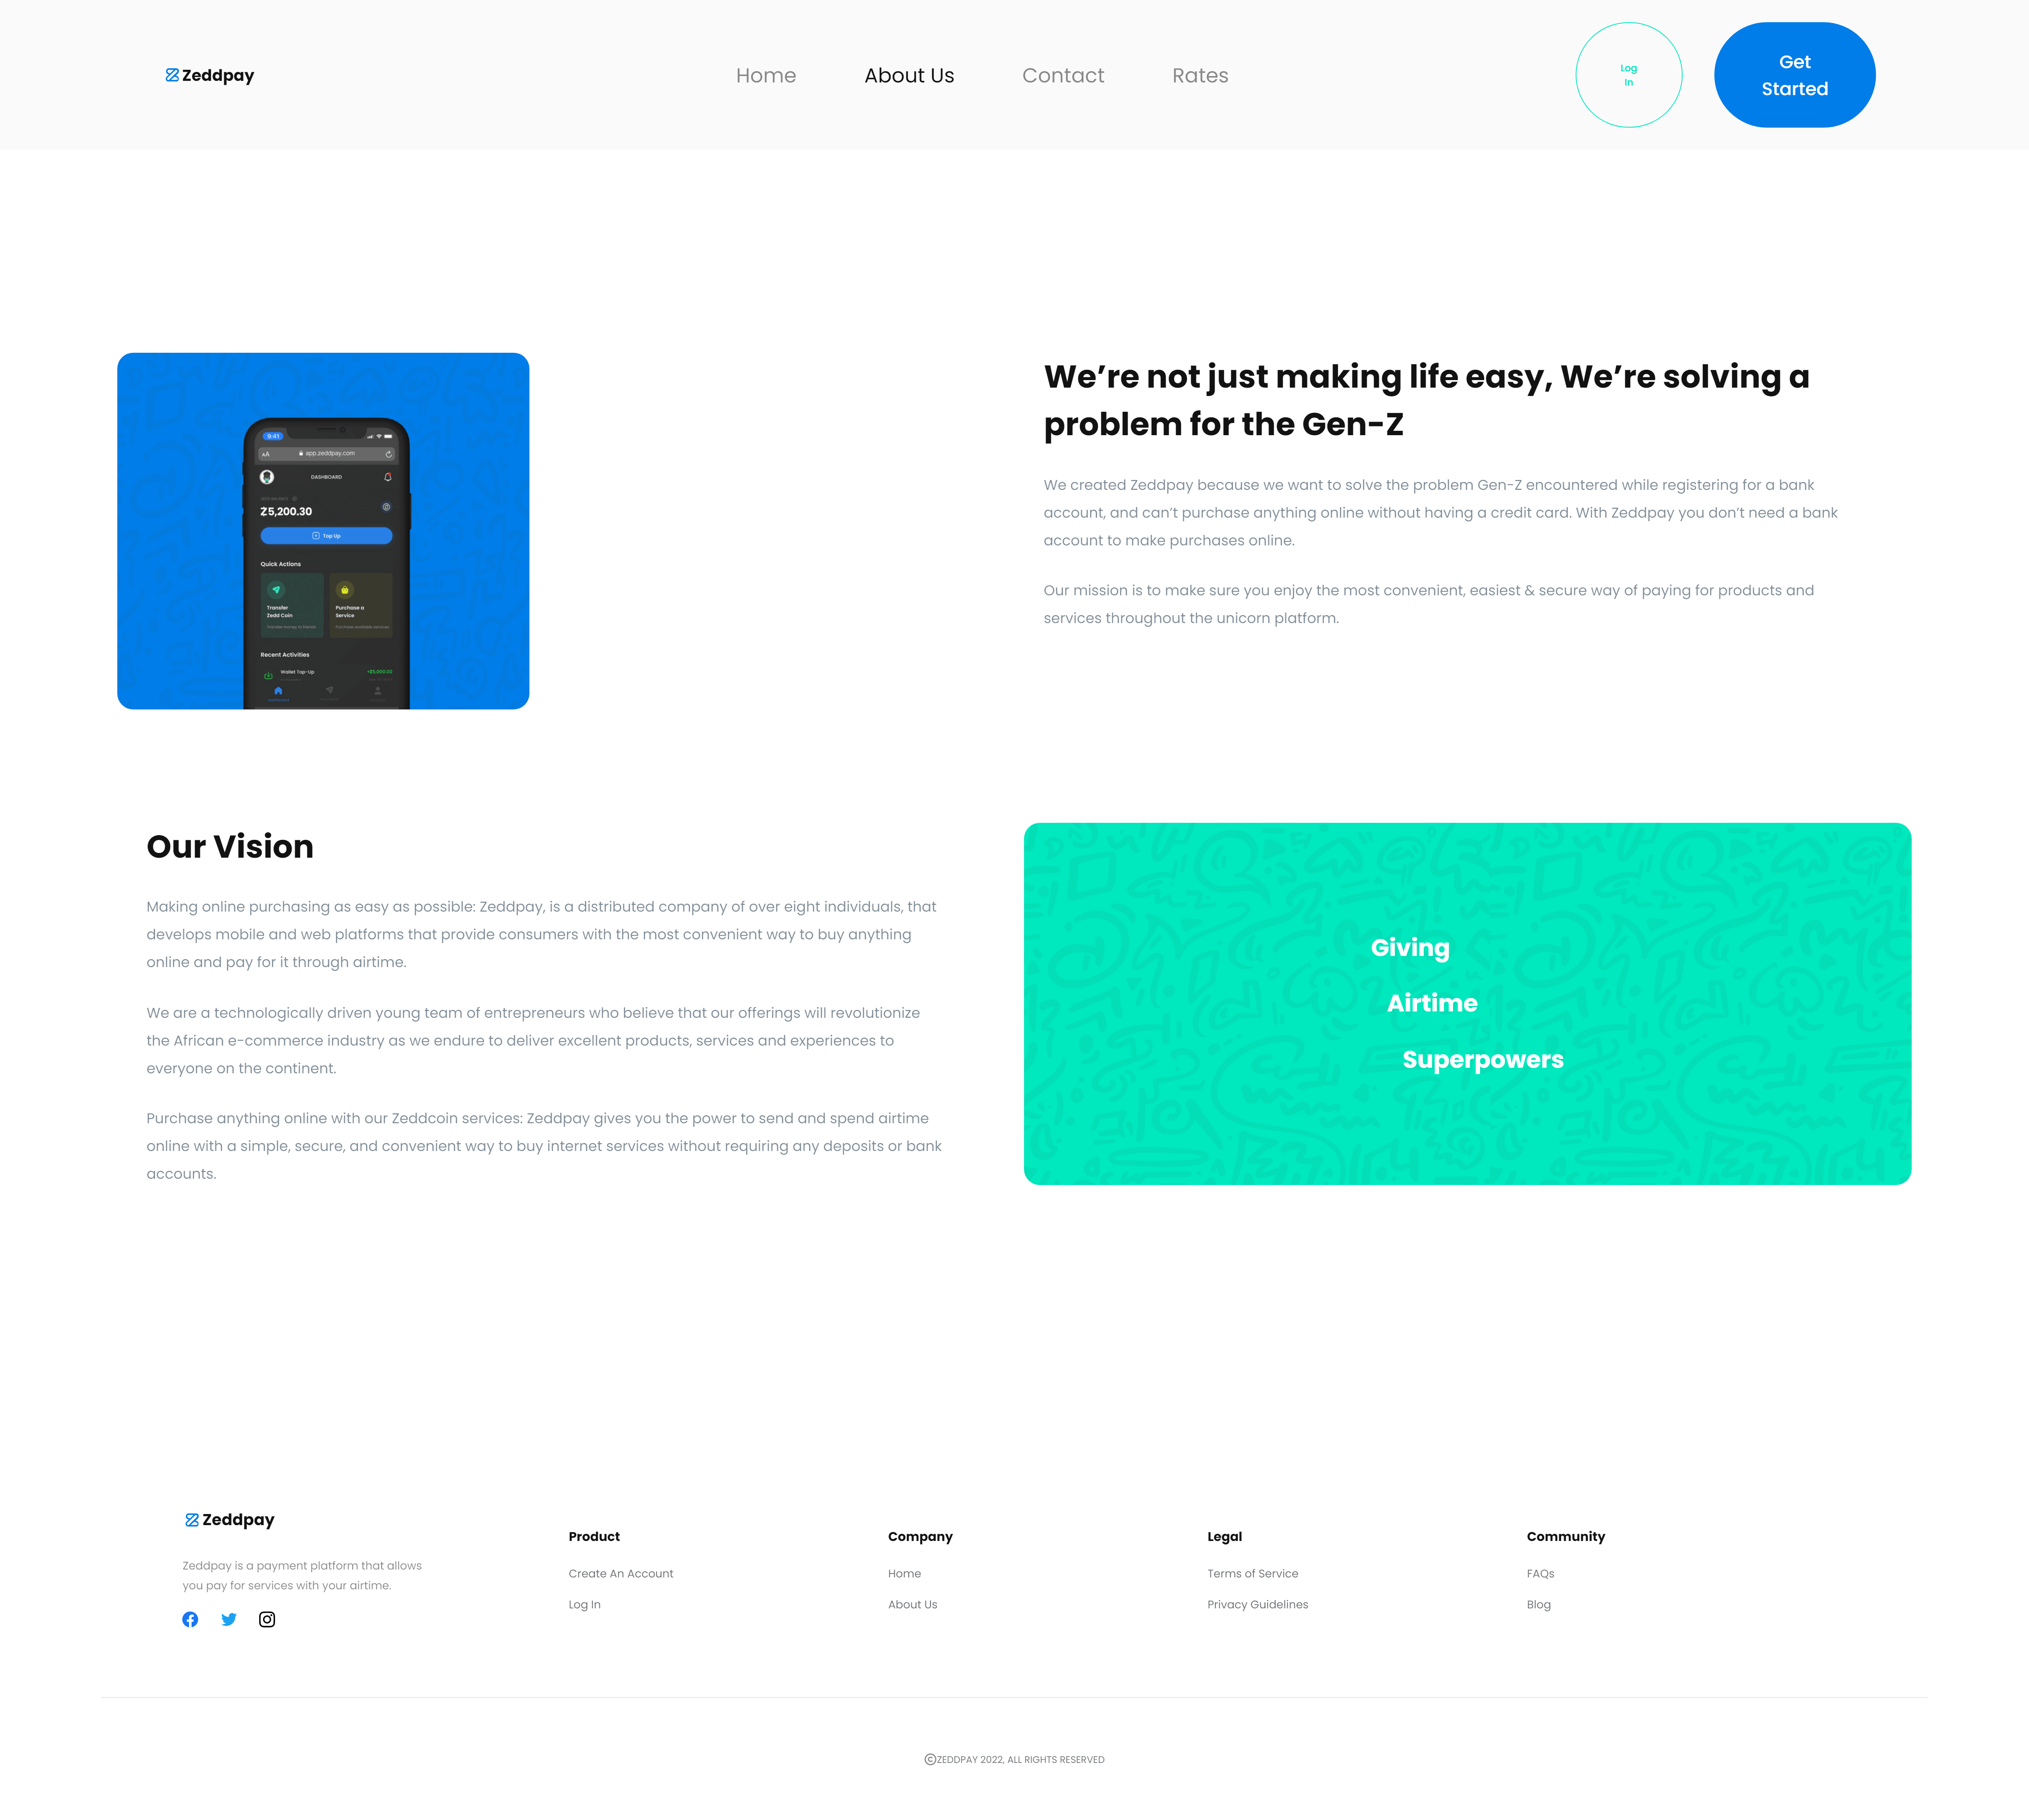 Zeddpay
Home
About Us
Contact
Rates
Log
In
Get
Started
9:41
AA
app.zeddpay.com
DASHBOARD
Z5,200.30
Top Up
Quick Actions
Transfer
Zedd Coin
Transfer money to friends
Purchase a
Service
Purchase available services
Recent Activities
Wallet Top-Up
+Z5,000.00
We’re not just making life easy, We’re solving a
problem for the Gen-Z
We created Zeddpay because we want to solve the problem Gen-Z encountered while registering for a bank
account, and can’t purchase anything online without having a credit card. With Zeddpay you don’t need a bank
account to make purchases online.
Our mission is to make sure you enjoy the most convenient, easiest & secure way of paying for products and
services throughout the unicorn platform.
Our Vision
Making online purchasing as easy as possible: Zeddpay, is a distributed company of over eight individuals, that
develops mobile and web platforms that provide consumers with the most convenient way to buy anything
online and pay for it through airtime.
We are a technologically driven young team of entrepreneurs who believe that our offerings will revolutionize
the African e-commerce industry as we endure to deliver excellent products, services and experiences to
everyone on the continent.
Purchase anything online with our Zeddcoin services: Zeddpay gives you the power to send and spend airtime
online with a simple, secure, and convenient way to buy internet services without requiring any deposits or bank
accounts.
Giving
Airtime
Superpowers
Zeddpay
Zeddpay is a payment platform that allows
you pay for services with your airtime.
Product
Create An Account
Log In
Company
Home
About Us
Legal
Terms of Service
Privacy Guidelines
Community
FAQs
Blog
©ZEDDPAY 2022, ALL RIGHTS RESERVED